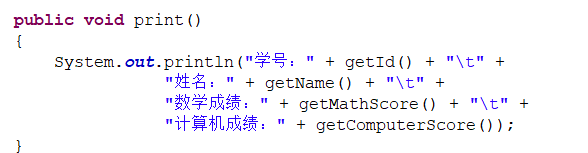 public void print()
{
System.out.println("学号：" + getId() + "\t" +
"姓名：" + getName() + "\t" +
"数学成绩：" + getMathScore() + "\t" +
"计算机成绩：" + getComputerScore());
}